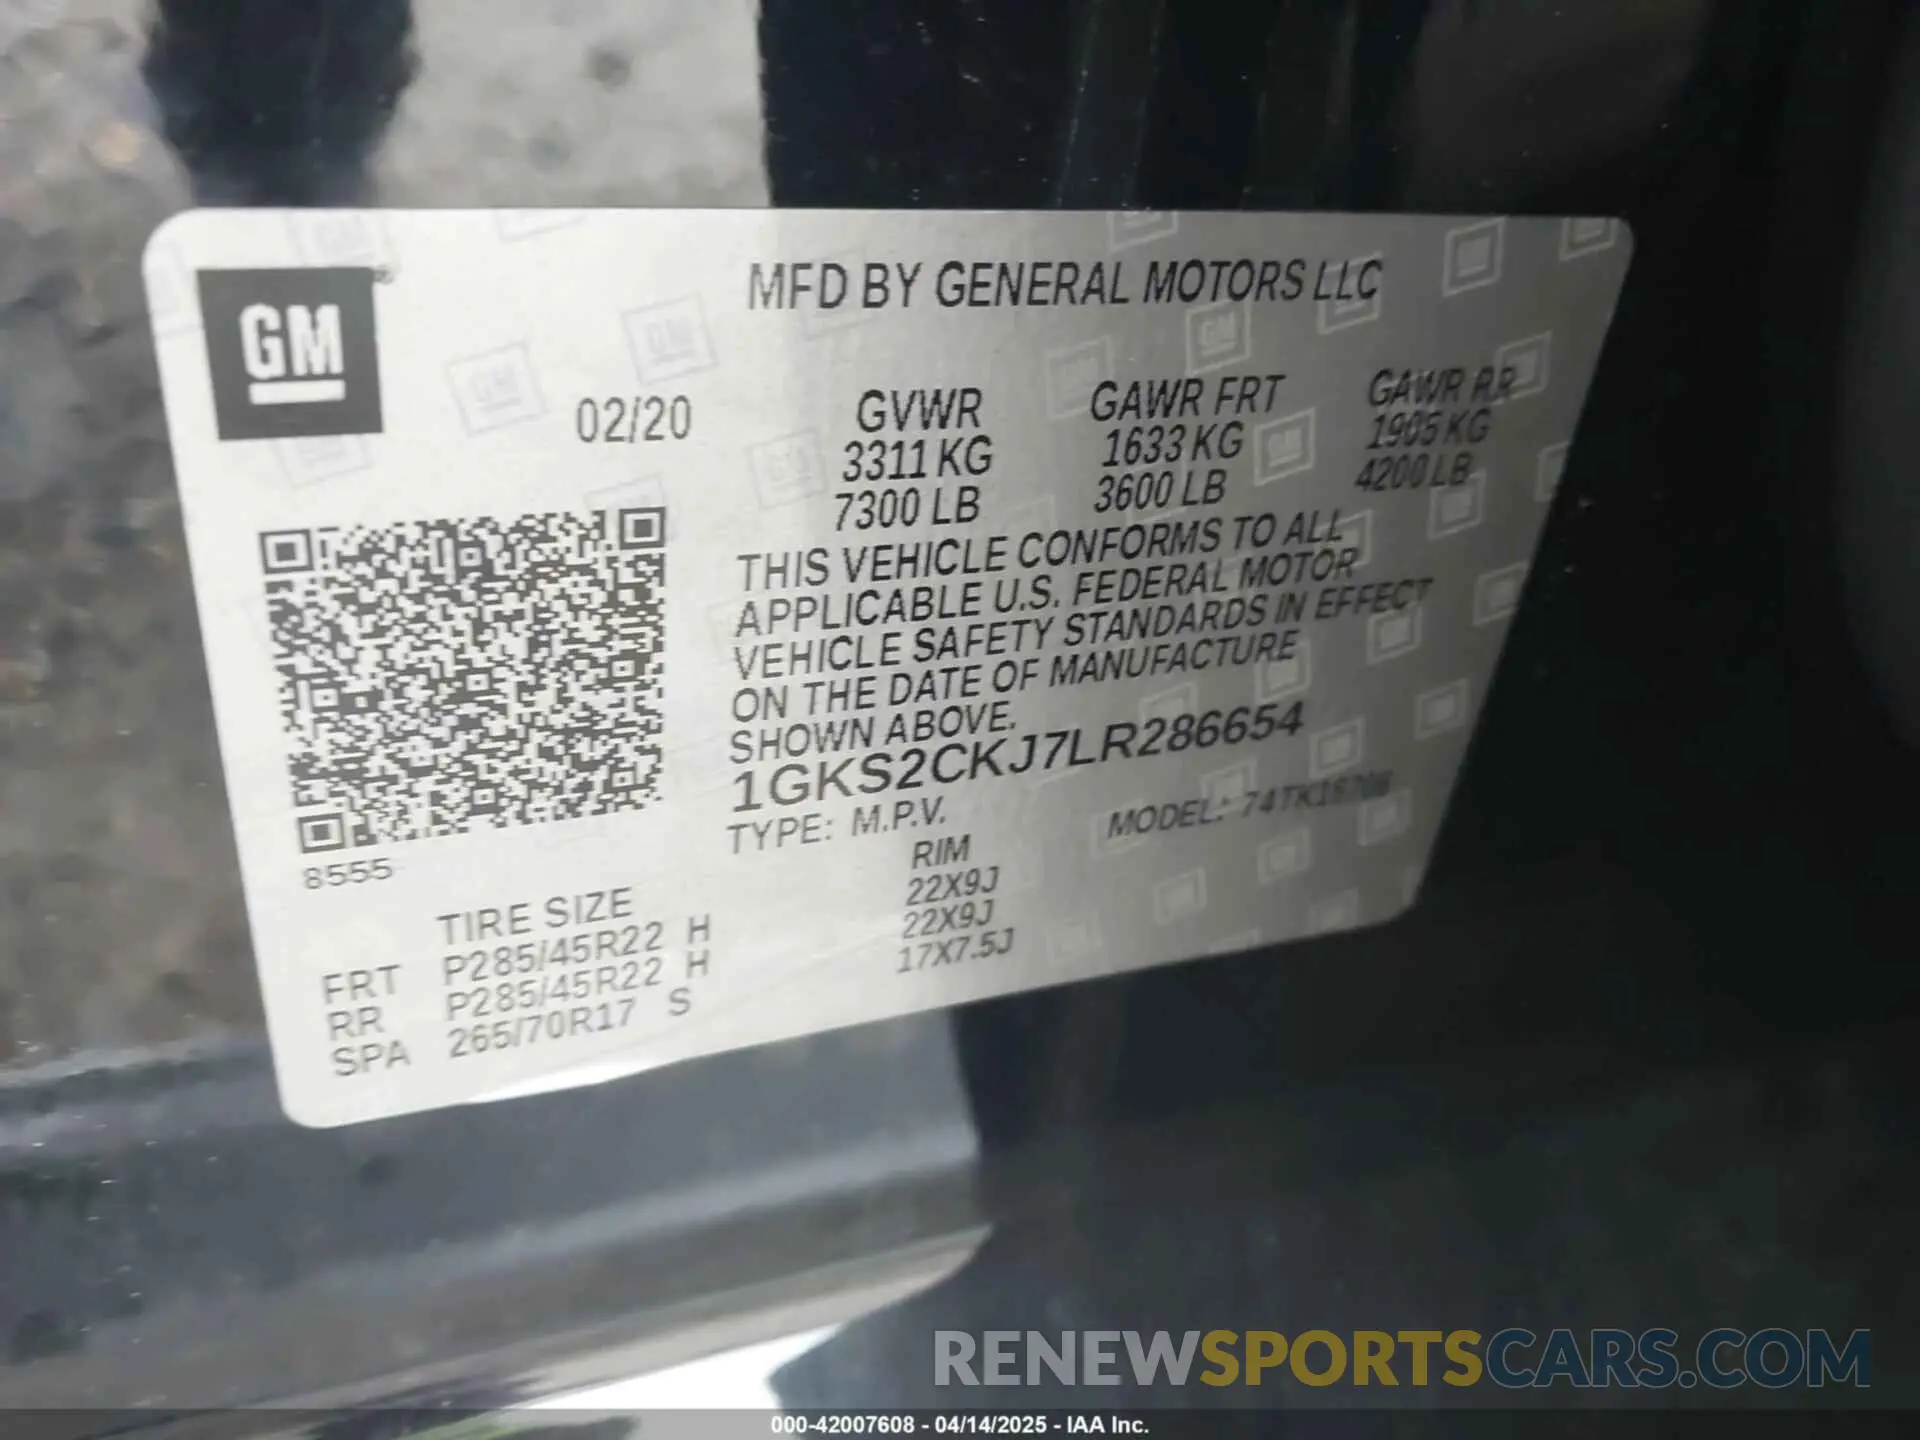 GM ®
MFD BY GENERAL MOTORS LLC
02/20
GVWR GAWR FRT GAWR RR
3311 KG 1633 KG 1905 KG
7300 LB 3600 LB 4200 LB
THIS VEHICLE CONFORMS TO ALL
APPLICABLE U.S. FEDERAL MOTOR
VEHICLE SAFETY STANDARDS IN EFFECT
ON THE DATE OF MANUFACTURE
SHOWN ABOVE.
1GKS2CKJ7LR286654
TYPE: M.P.V. MODEL:
8555
TIRE SIZE RIM
FRT P285/45R22 H 22X9J
RR P285/45R22 H 22X9J
SPA 265/70R17 S 17X7.5J
RENEWSPORTSCARS.COM
000-42007608 - 04/14/2025 - IAA Inc.